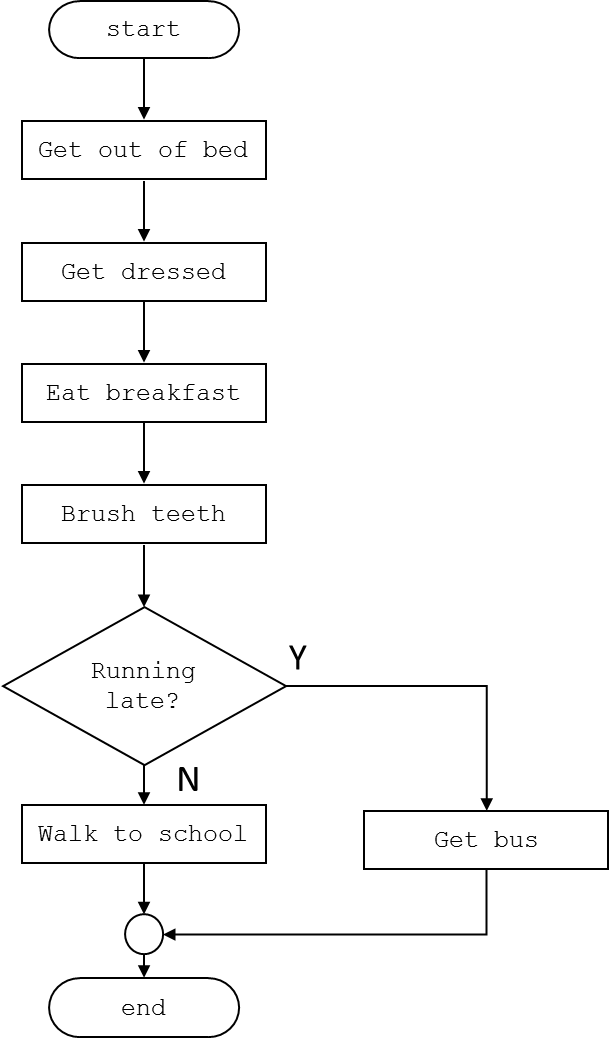 start
Get out of bed
Get dressed
Eat breakfast
Brush teeth
Running
late?
Y
N
Walk to school
Get bus
end